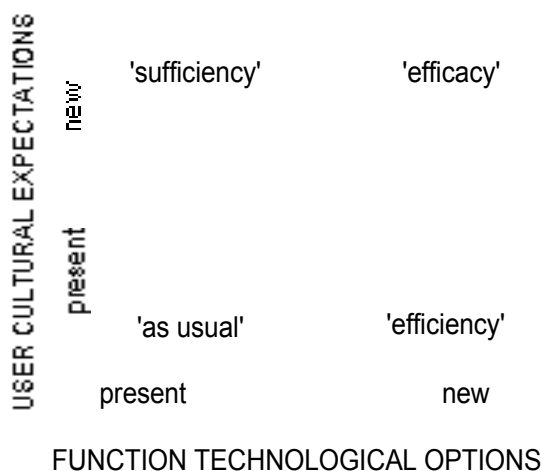 USER CULTURAL EXPECTATIONS
new
present
'sufficiency' 'efficacy'
'as usual' 'efficiency'
present new
FUNCTION TECHNOLOGICAL OPTIONS